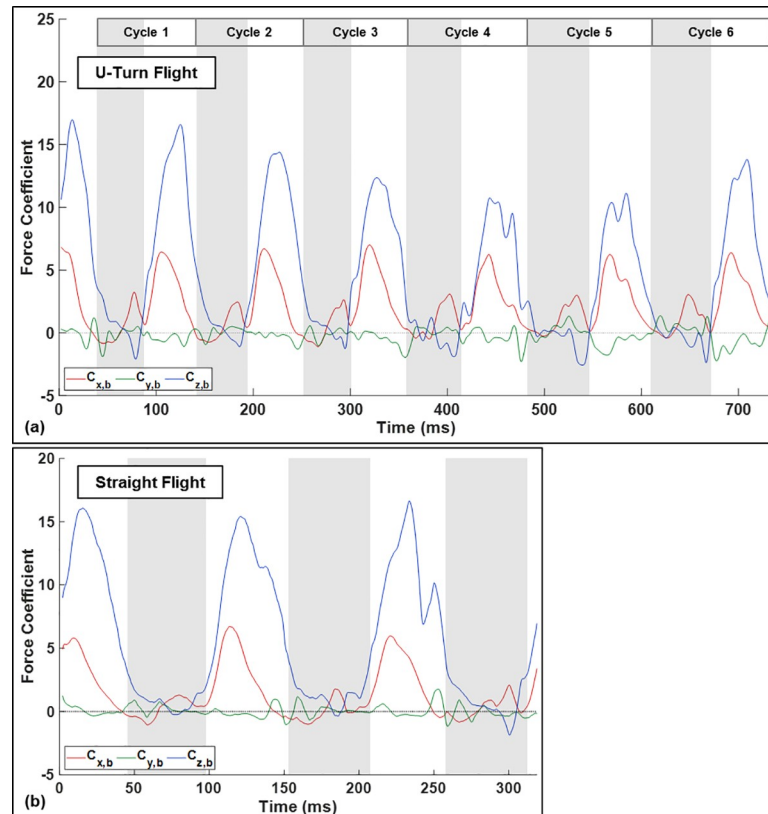 25
20
15
10
5
0
-5
Force Coefficient
Cycle 1 Cycle 2 Cycle 3 Cycle 4 Cycle 5 Cycle 6
U-Turn Flight
C_x,b C_y,b C_z,b
0 100 200 300 400 500 600 700
(a)
Time (ms)
20
15
10
5
0
-5
Force Coefficient
Straight Flight
C_x,b C_y,b C_z,b
0 50 100 150 200 250 300
(b)
Time (ms)